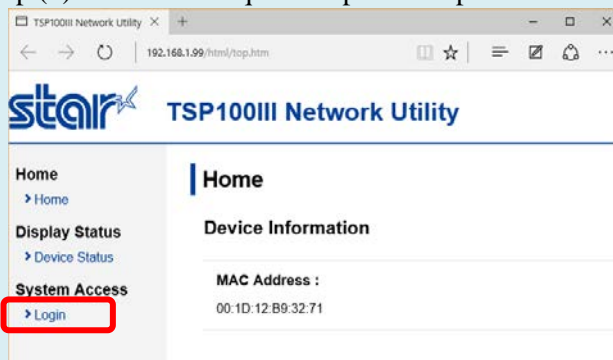 TSP100III Network Utility
192.168.1.99/html/top.htm
star
TSP100III Network Utility
Home
Home
Display Status
Device Status
System Access
Login
Home
Device Information
MAC Address :
00:1D:12:B9:32:71